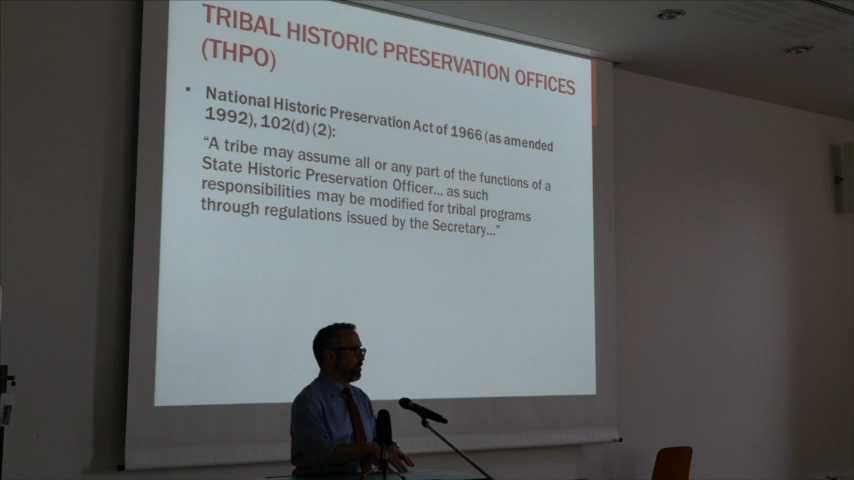 TRIBAL HISTORIC PRESERVATION OFFICES
(THPO)
• National Historic Preservation Act of 1966 (as amended
1992), 102(d) (2):
“A tribe may assume all or any part of the functions of a
State Historic Preservation Officer... as such
responsibilities may be modified for tribal programs
through regulations issued by the Secretary...”